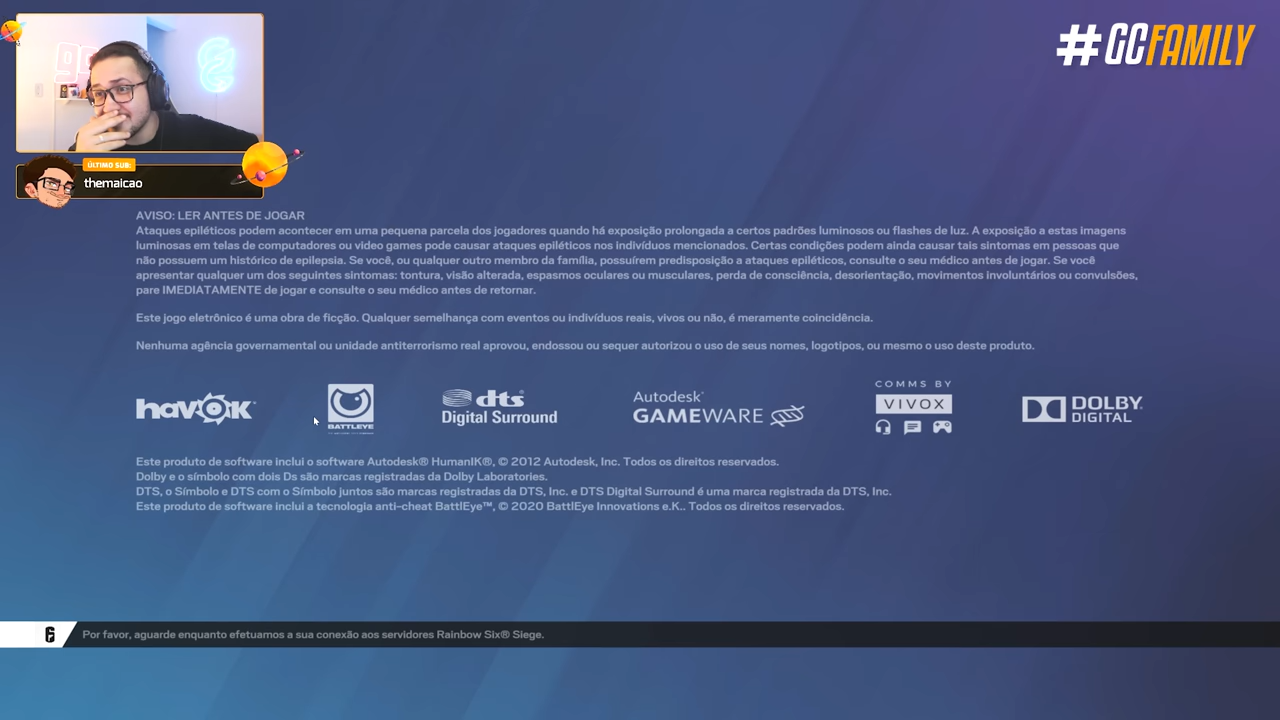 #GCFAMILY
ÚLTIMO SUB:
themaicao
AVISO: LER ANTES DE JOGAR
Ataques epiléticos podem acontecer em uma pequena parcela dos jogadores quando há exposição prolongada a certos padrões luminosos ou flashes de luz. A exposição a estas imagens
luminosas em telas de computadores ou video games pode causar ataques epiléticos nos indivíduos mencionados. Certas condições podem ainda causar tais sintomas em pessoas que
não possuem um histórico de epilepsia. Se você, ou qualquer outro membro da família, possuírem predisposição a ataques epiléticos, consulte o seu médico antes de jogar. Se você
apresentar qualquer um dos seguintes sintomas: tontura, visão alterada, espasmos oculares ou musculares, perda de consciência, desorientação, movimentos involuntários ou convulsões,
pare IMEDIATAMENTE de jogar e consulte o seu médico antes de retornar.
Este jogo eletrônico é uma obra de ficção. Qualquer semelhança com eventos ou indivíduos reais, vivos ou não, é meramente coincidência.
Nenhuma agência governamental ou unidade antiterrorismo real aprovou, endossou ou sequer autorizou o uso de seus nomes, logotipos, ou mesmo o uso deste produto.
havok
BATTLEYE
dts
Digital Surround
Autodesk®
GAMEWARE
COMMS BY
VIVOX
DOLBY
DIGITAL
Este produto de software inclui o software Autodesk® HumanIK®, © 2012 Autodesk, Inc. Todos os direitos reservados.
Dolby e o símbolo com dois Ds são marcas registradas da Dolby Laboratories.
DTS, o Símbolo e DTS com o Símbolo juntos são marcas registradas da DTS, Inc. e DTS Digital Surround é uma marca registrada da DTS, Inc.
Este produto de software inclui a tecnologia anti-cheat BattlEye™, © 2020 BattlEye Innovations e.K.. Todos os direitos reservados.
6 Por favor, aguarde enquanto efetuamos a sua conexão aos servidores Rainbow Six® Siege.